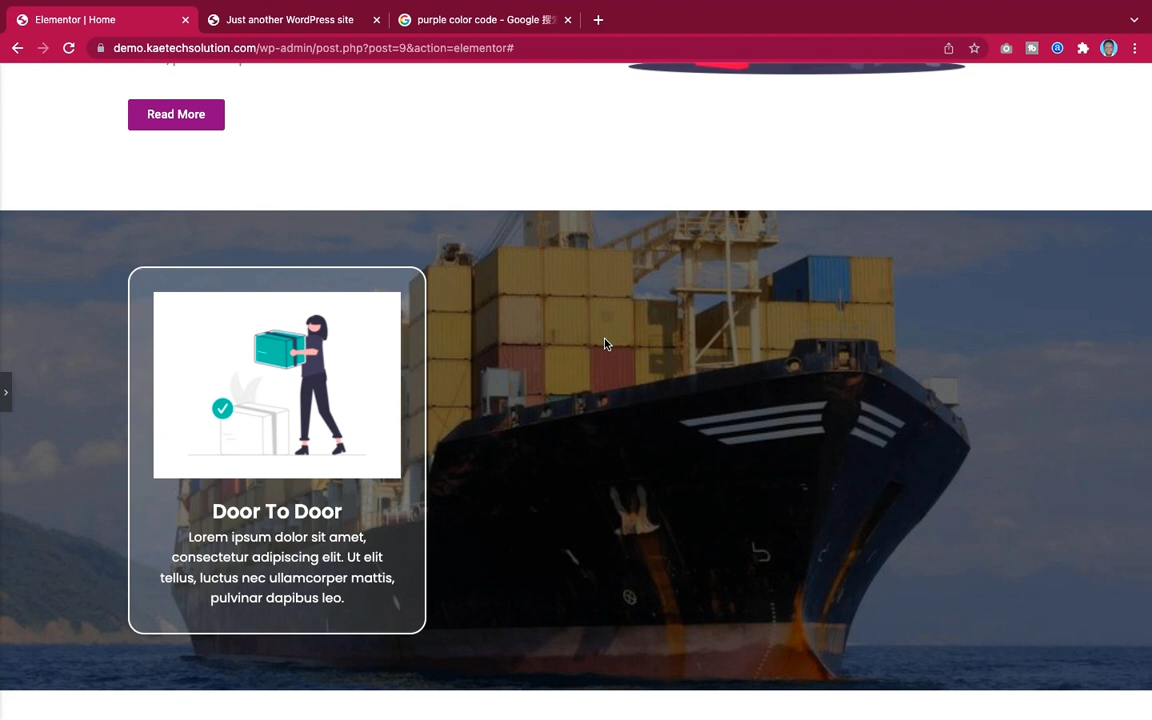 Elementor | Home
Just another WordPress site
purple color code - Google 搜
demo.kaetechsolution.com/wp-admin/post.php?post=9&action=elementor#
Read More
Door To Door
Lorem ipsum dolor sit amet,
consectetur adipiscing elit. Ut elit
tellus, luctus nec ullamcorper mattis,
pulvinar dapibus leo.